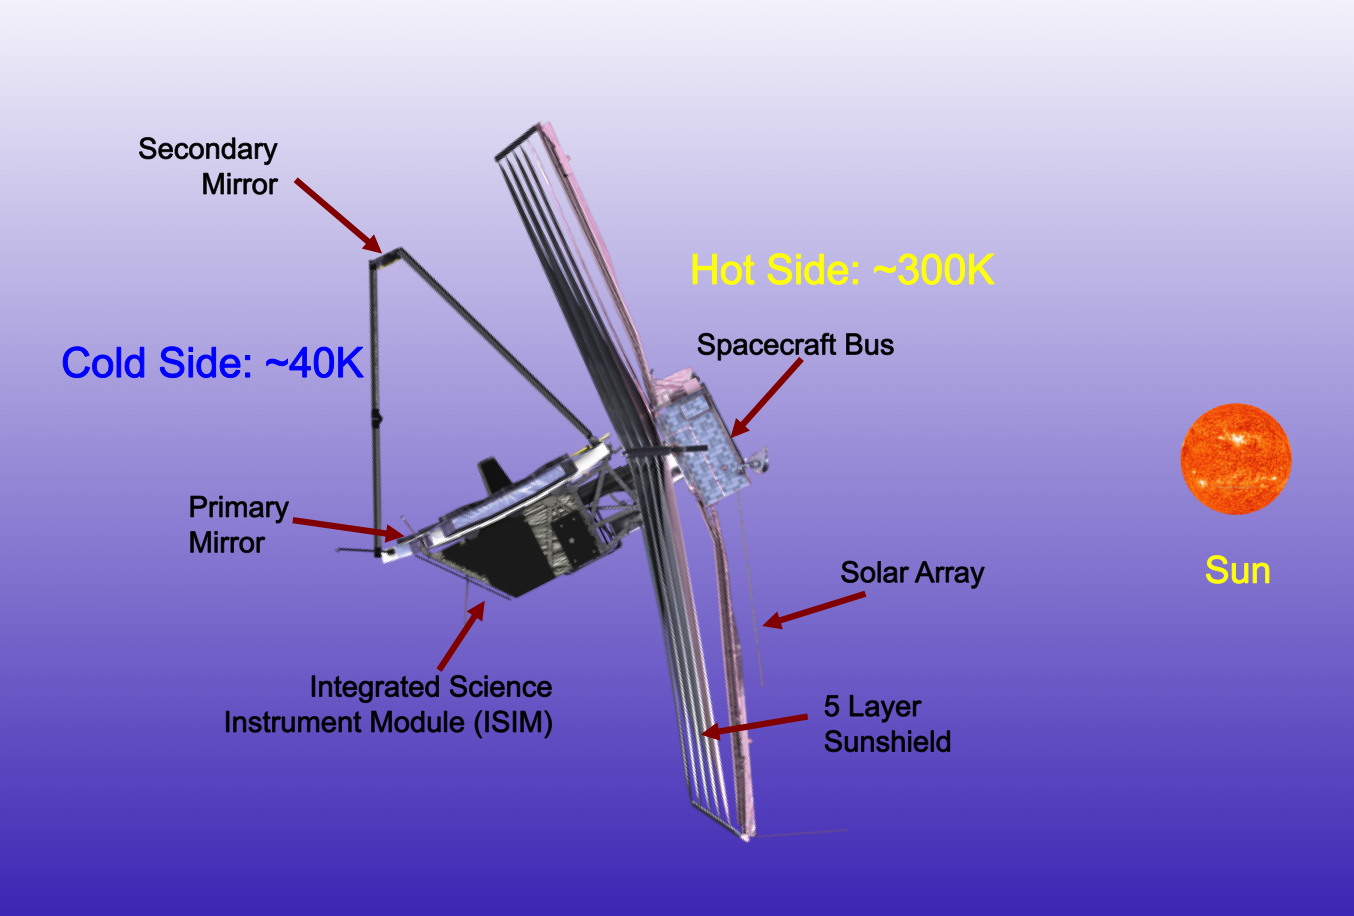 Secondary
Mirror
Hot Side: ~300K
Spacecraft Bus
Cold Side: ~40K
Primary
Mirror
Solar Array
Sun
Integrated Science
Instrument Module (ISIM)
5 Layer
Sunshield